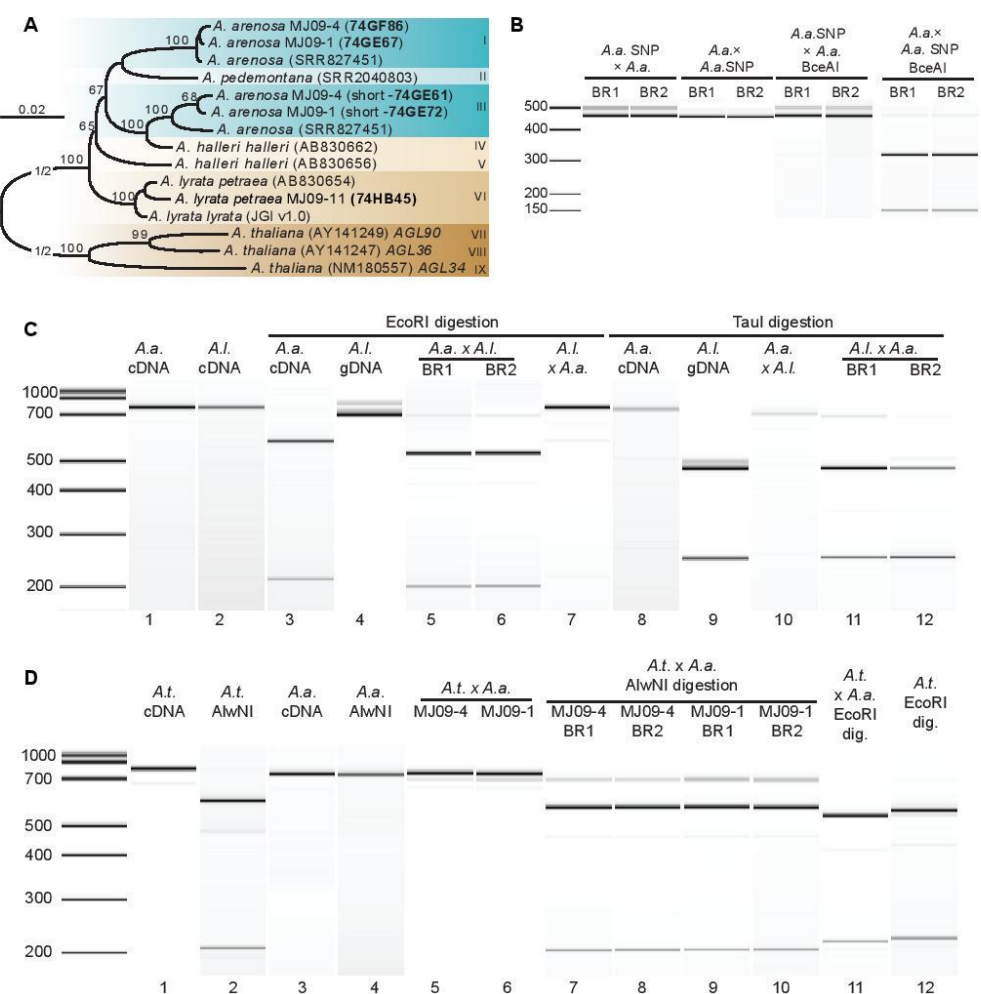 A
A. arenosa MJ09-4 (74GF86)
100
A. arenosa MJ09-1 (74GE67)
I
A. arenosa (SRR827451)
A. pedemontana (SRR2040803)
II
67
A. arenosa MJ09-4 (short -74GE61)
68
0.02
100
A. arenosa MJ09-1 (short -74GE72)
III
100
A. arenosa (SRR827451)
65
A. halleri halleri (AB830662)
IV
100
A. halleri halleri (AB830656)
V
1/2
A. lyrata petraea (AB830654)
100
A. lyrata petraea MJ09-11 (74HB45)
VI
A. lyrata lyrata (JGI v1.0)
99
A. thaliana (AY141249) AGL90
VII
1/2
100
A. thaliana (AY141247) AGL36
VIII
A. thaliana (NM180557) AGL34
IX
B
A.a. SNP
× A.a.
A.a.×
A.a.SNP
A.a.SNP
× A.a.
BceAI
A.a.×
A.a. SNP
BceAI
BR1 BR2 BR1 BR2 BR1 BR2 BR1 BR2
500
400
300
200
150
C
EcoRI digestion
TauI digestion
A.a.
cDNA
A.l.
cDNA
A.a.
cDNA
A.l.
gDNA
A.a. x A.l.
BR1 BR2
A.l.
x A.a.
A.a.
cDNA
A.l.
gDNA
A.a.
x A.l.
A.l. x A.a.
BR1 BR2
1000
700
500
400
300
200
1 2 3 4 5 6 7 8 9 10 11 12
D
A.t.
cDNA
A.t.
AlwNI
A.a.
cDNA
A.a.
AlwNI
A.t. x A.a.
MJ09-4 MJ09-1
A.t. x A.a.
AlwNI digestion
MJ09-4 MJ09-4 MJ09-1 MJ09-1
BR1 BR2 BR1 BR2
A.t.
x A.a.
EcoRI
dig.
A.t.
EcoRI
dig.
1000
700
500
400
300
200
1 2 3 4 5 6 7 8 9 10 11 12